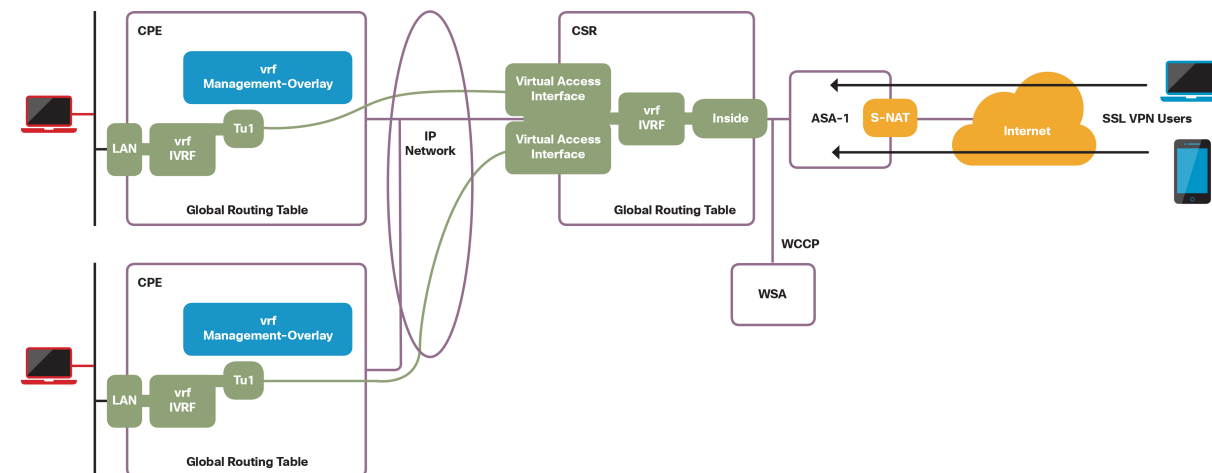 CPE
vrf
Management-Overlay
LAN
vrf
IVRF
Tu1
Global Routing Table
IP
Network
CSR
Virtual Access
Interface
Virtual Access
Interface
vrf
IVRF
Inside
Global Routing Table
ASA-1
S-NAT
Internet
SSL VPN Users
WCCP
WSA
CPE
vrf
Management-Overlay
LAN
vrf
IVRF
Tu1
Global Routing Table